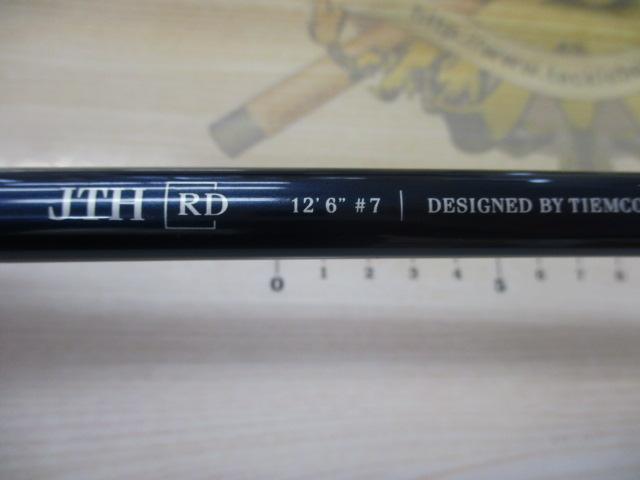 JTH RD 12' 6" #7 | DESIGNED BY TIEMCO
0 1 2 3 4 5 6 7 8